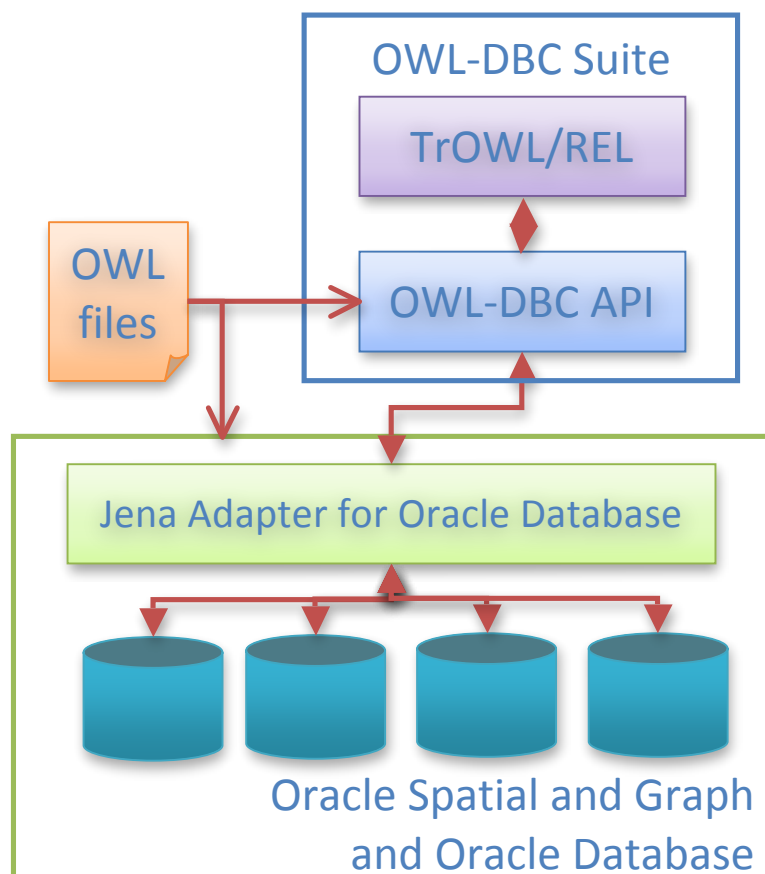 OWL-DBC Suite
TrOWL/REL
OWL
files
OWL-DBC API
Jena Adapter for Oracle Database
Oracle Spatial and Graph
and Oracle Database